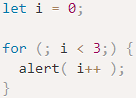 let i = 0;

for (; i < 3;) {
  alert( i++ );
}